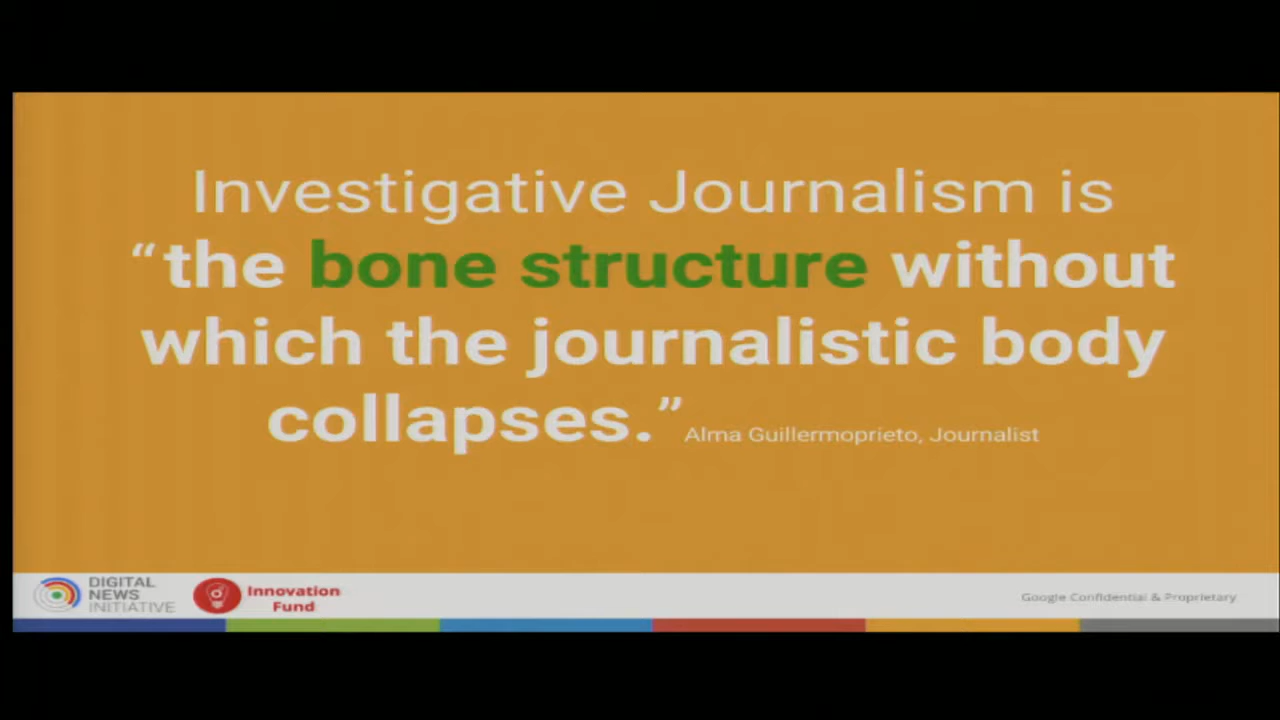 Investigative Journalism is
“the bone structure without
which the journalistic body
collapses.” Alma Guillermoprieto, Journalist
DIGITAL
NEWS
INITIATIVE
Innovation
Fund
Google Confidential & Proprietary